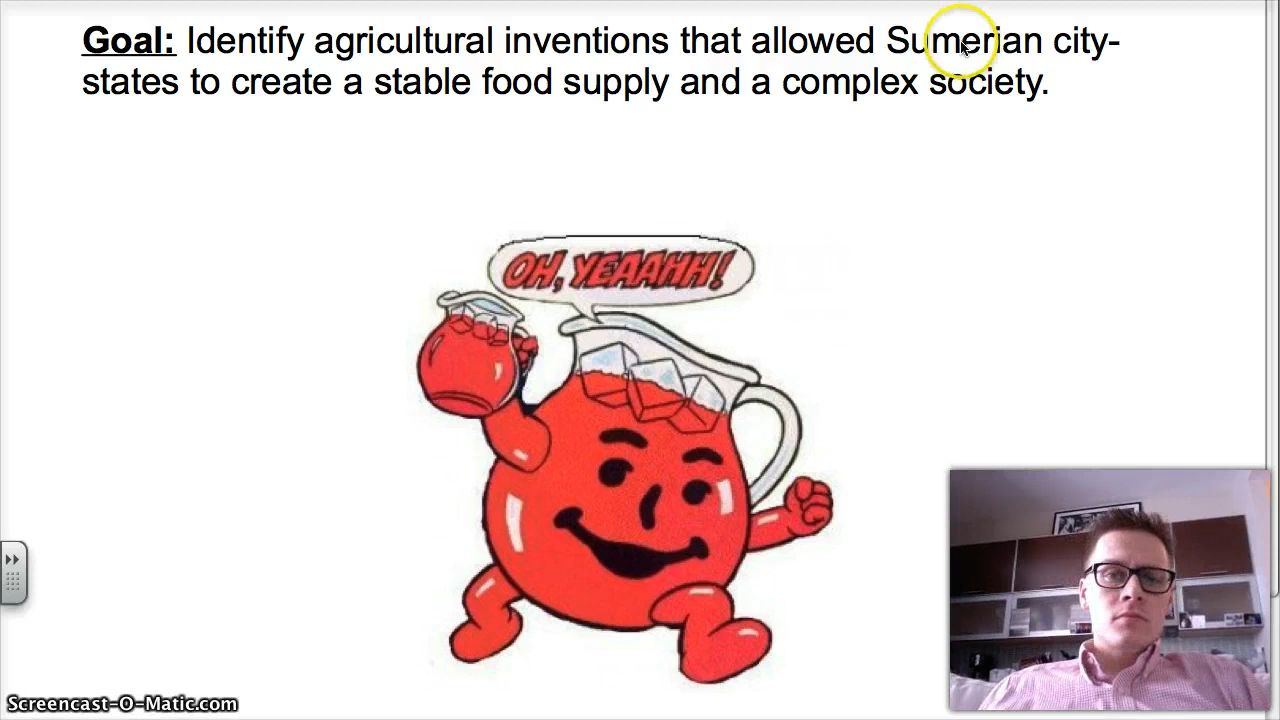 Goal: Identify agricultural inventions that allowed Sumerian city-
states to create a stable food supply and a complex society.
OH, YEAAHH!
Screencast-O-Matic.com